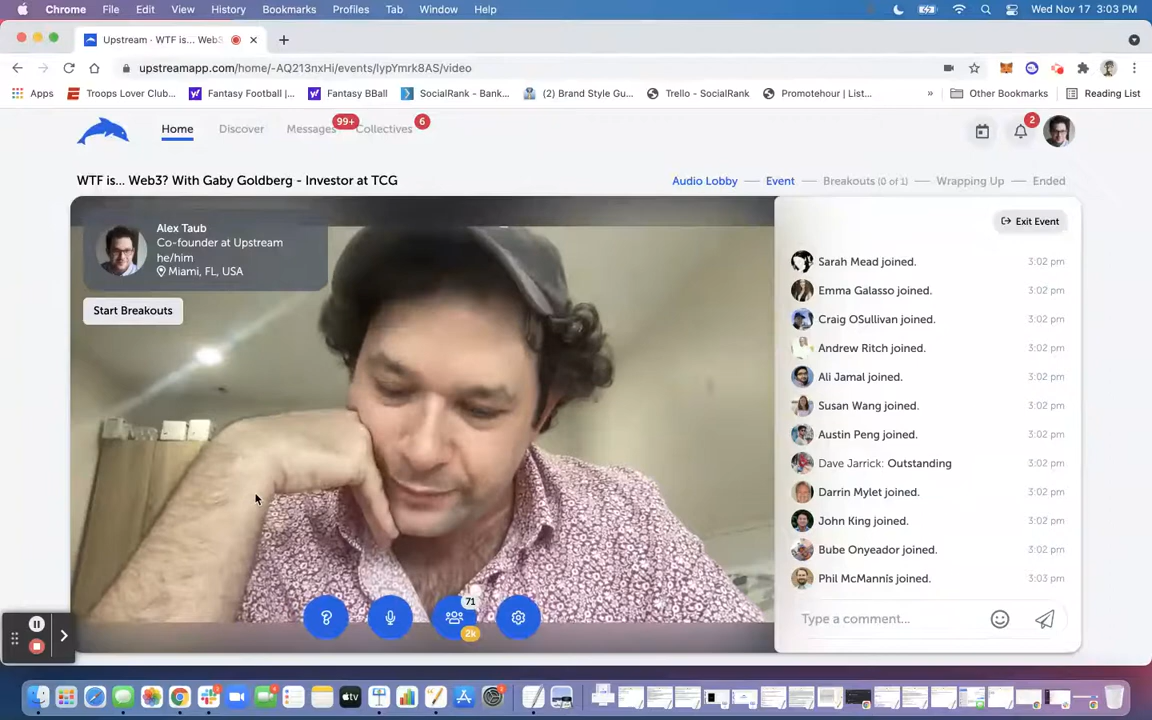 Chrome File Edit View History Bookmarks Profiles Tab Window Help Wed Nov 17 3:03 PM
Upstream · WTF is... Web3
upstreamapp.com/home/-AQ213nxHi/events/lypYmrk8AS/video
Apps Troops Lover Club... Fantasy Football |... Fantasy BBall SocialRank - Bank... (2) Brand Style Gu... Trello - SocialRank Promotehour | List... » Other Bookmarks Reading List
Home Discover Messages 99+ Collectives 6 2
WTF is... Web3? With Gaby Goldberg - Investor at TCG
Audio Lobby Event Breakouts (0 of 1) Wrapping Up Ended
Alex Taub
Co-founder at Upstream
he/him
Miami, FL, USA
Start Breakouts
Exit Event
Sarah Mead joined. 3:02 pm
Emma Galasso joined. 3:02 pm
Craig OSullivan joined. 3:02 pm
Andrew Ritch joined. 3:02 pm
Ali Jamal joined. 3:02 pm
Susan Wang joined. 3:02 pm
Austin Peng joined. 3:02 pm
Dave Jarrick: Outstanding 3:02 pm
Darrin Mylet joined. 3:02 pm
John King joined. 3:02 pm
Bube Onyeador joined. 3:02 pm
Phil McMannis joined. 3:03 pm
Type a comment...
?
71
2k